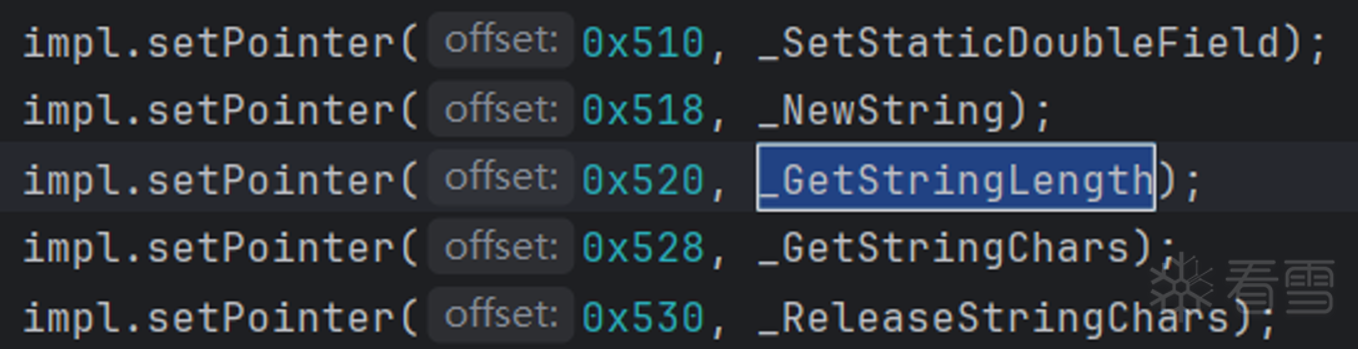 impl.setPointer( offset: 0x510, _SetStaticDoubleField);
impl.setPointer( offset: 0x518, _NewString);
impl.setPointer( offset: 0x520, _GetStringLength);
impl.setPointer( offset: 0x528, _GetStringChars);
impl.setPointer( offset: 0x530, _ReleaseStringChars);
看雪